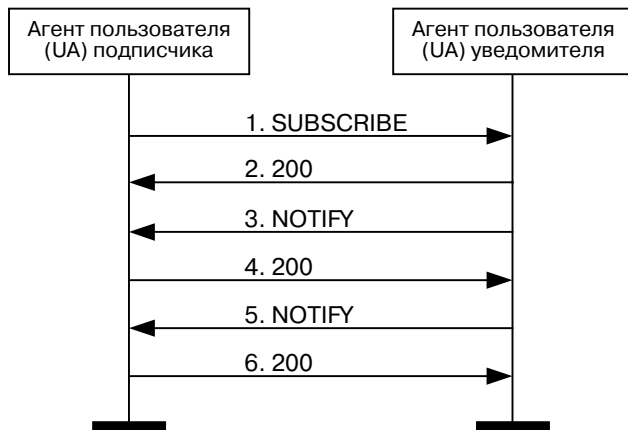 Агент пользователя
(UA) подписчика
Агент пользователя
(UA) уведомителя
1. SUBSCRIBE
2. 200
3. NOTIFY
4. 200
5. NOTIFY
6. 200